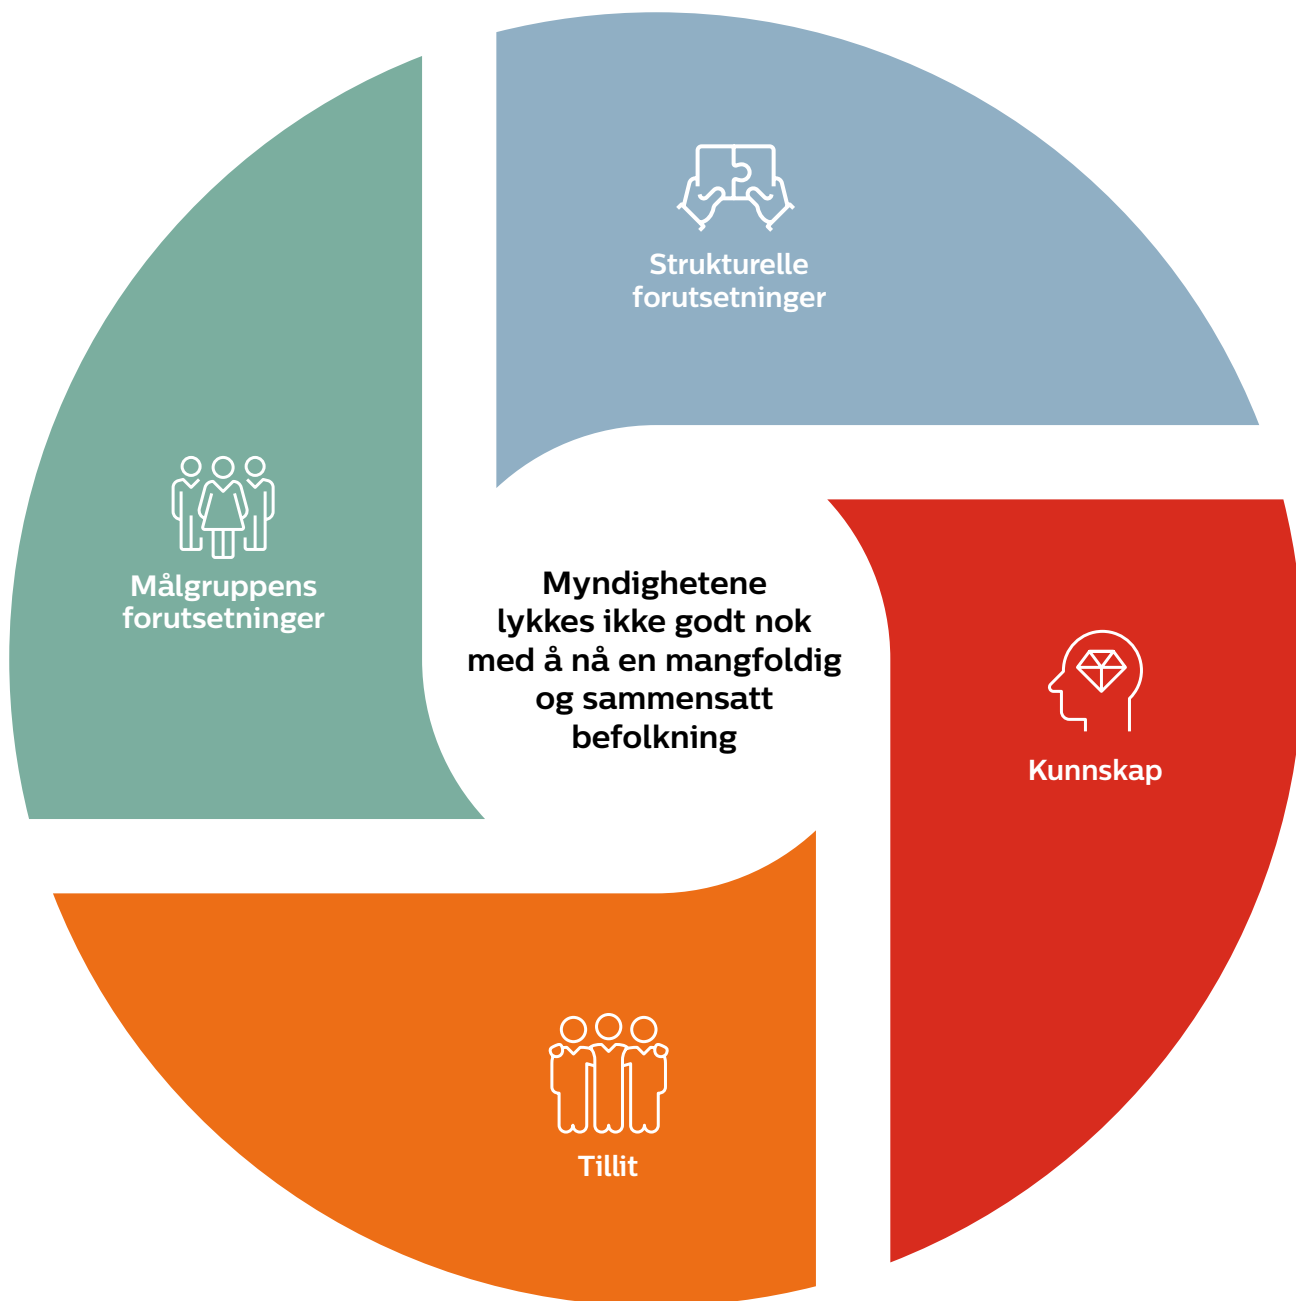 Strukturelle
forutsetninger
Målgruppens
forutsetninger
Myndighetene
lykkes ikke godt nok
med å nå en mangfoldig
og sammensatt
befolkning
Kunnskap
Tillit